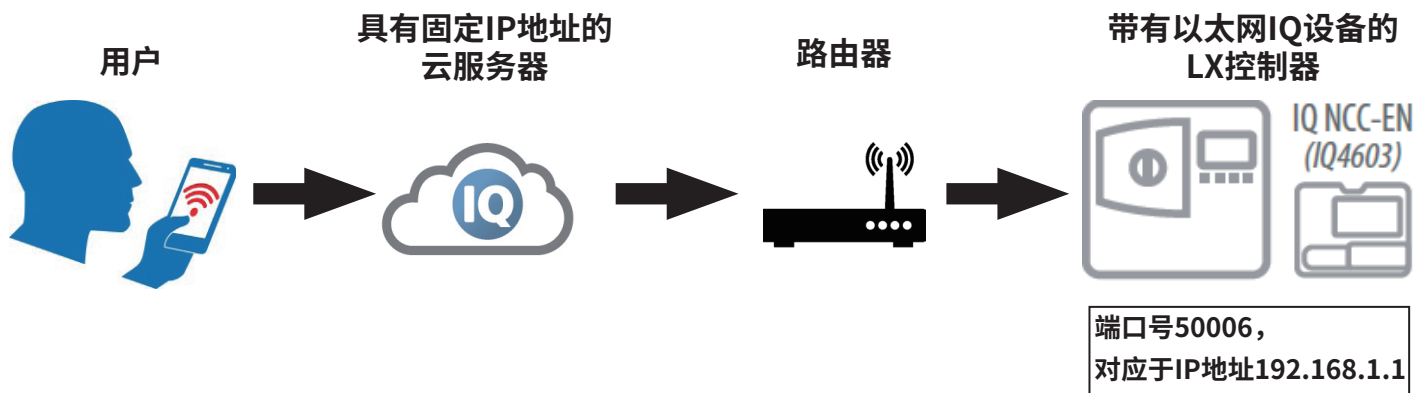 用户
具有固定IP地址的
云服务器
路由器
带有以太网IQ设备的
LX控制器
IQ
IQ NCC-EN
(IQ4603)
端口号50006，
对应于IP地址192.168.1.1